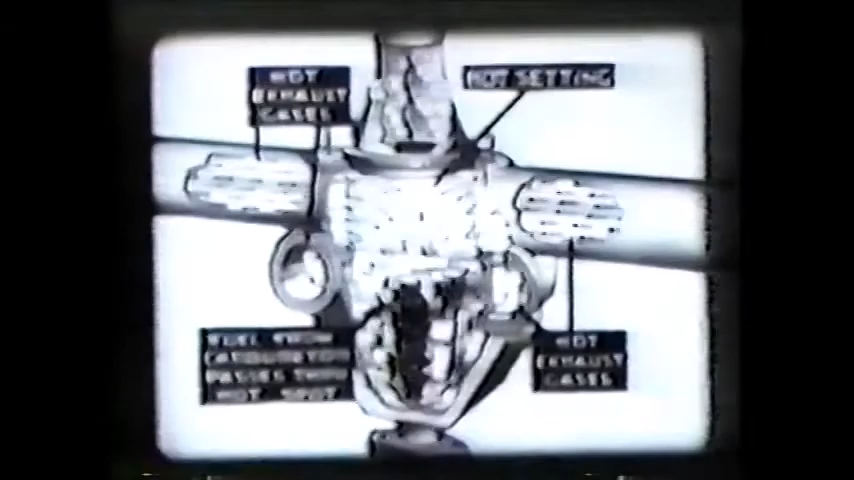 HOT
EXHAUST
GASES
HOT SETTING
FUEL FROM
CARBURETOR
PASSES THRU
HOT SPOT
HOT
EXHAUST
GASES